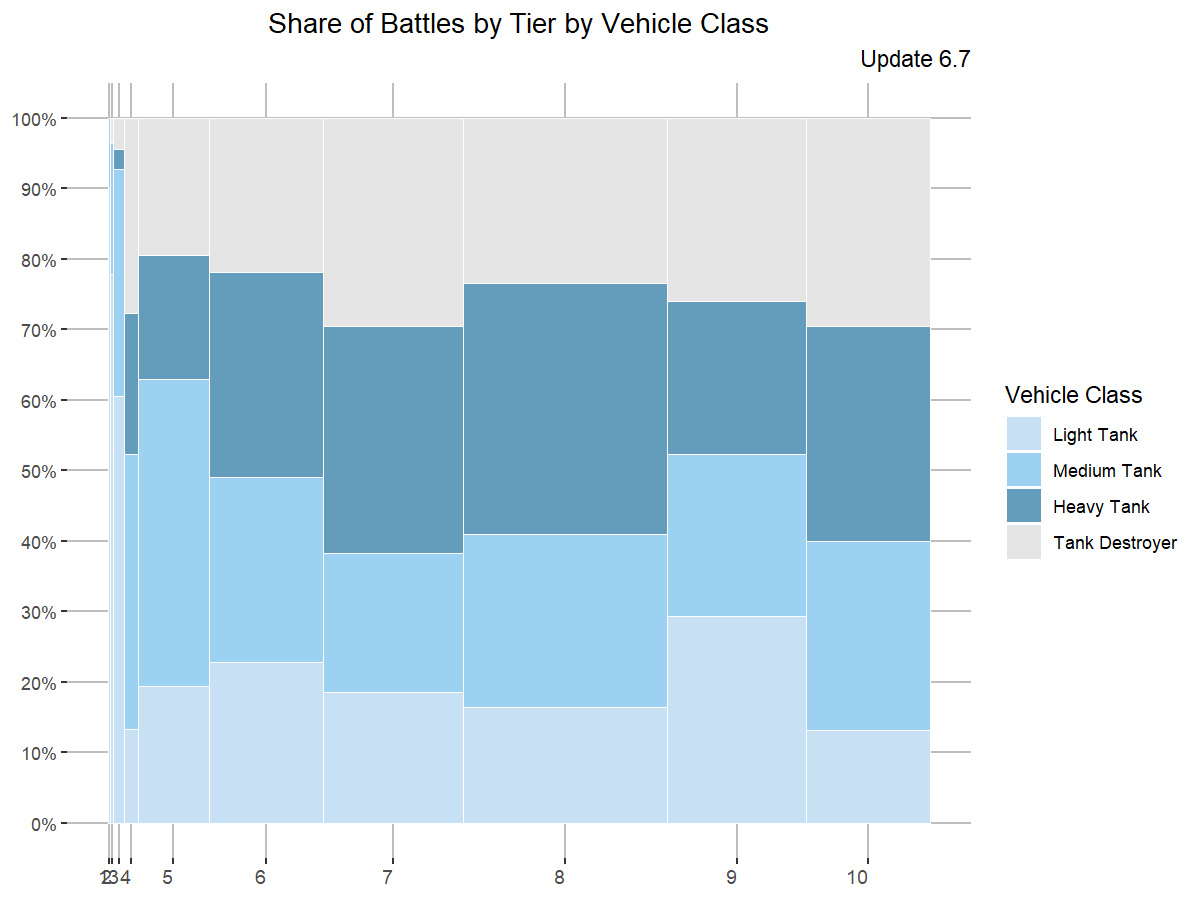 Share of Battles by Tier by Vehicle Class
Update 6.7
100%
90%
80%
70%
60%
50%
40%
30%
20%
10%
0%
1 2 3 4 5 6 7 8 9 10
Vehicle Class
Light Tank
Medium Tank
Heavy Tank
Tank Destroyer